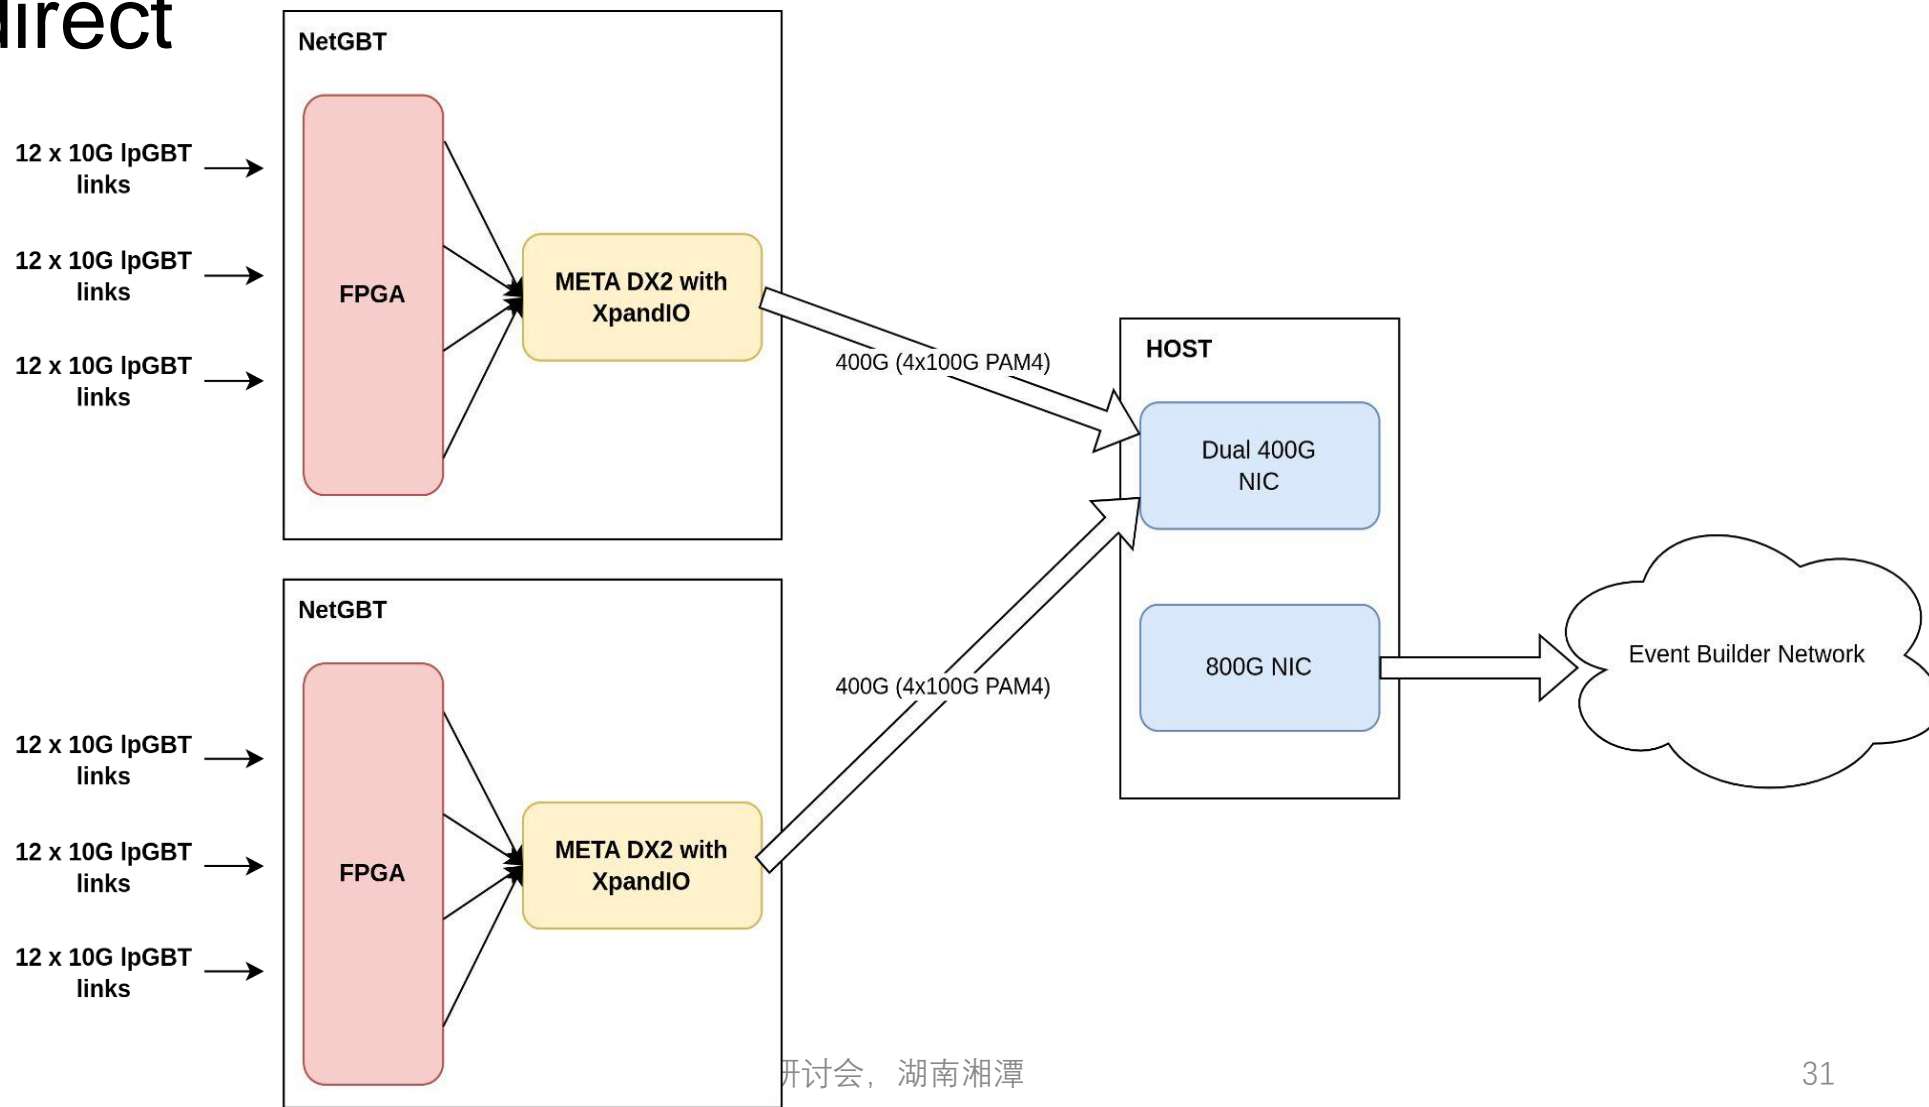 direct
NetGBT
12 x 10G lpGBT
links
12 x 10G lpGBT
links
12 x 10G lpGBT
links
FPGA
META DX2 with
XpandIO
400G (4x100G PAM4)
HOST
Dual 400G
NIC
800G NIC
Event Builder Network
NetGBT
12 x 10G lpGBT
links
12 x 10G lpGBT
links
12 x 10G lpGBT
links
FPGA
META DX2 with
XpandIO
400G (4x100G PAM4)
研讨会，湖南湘潭
31